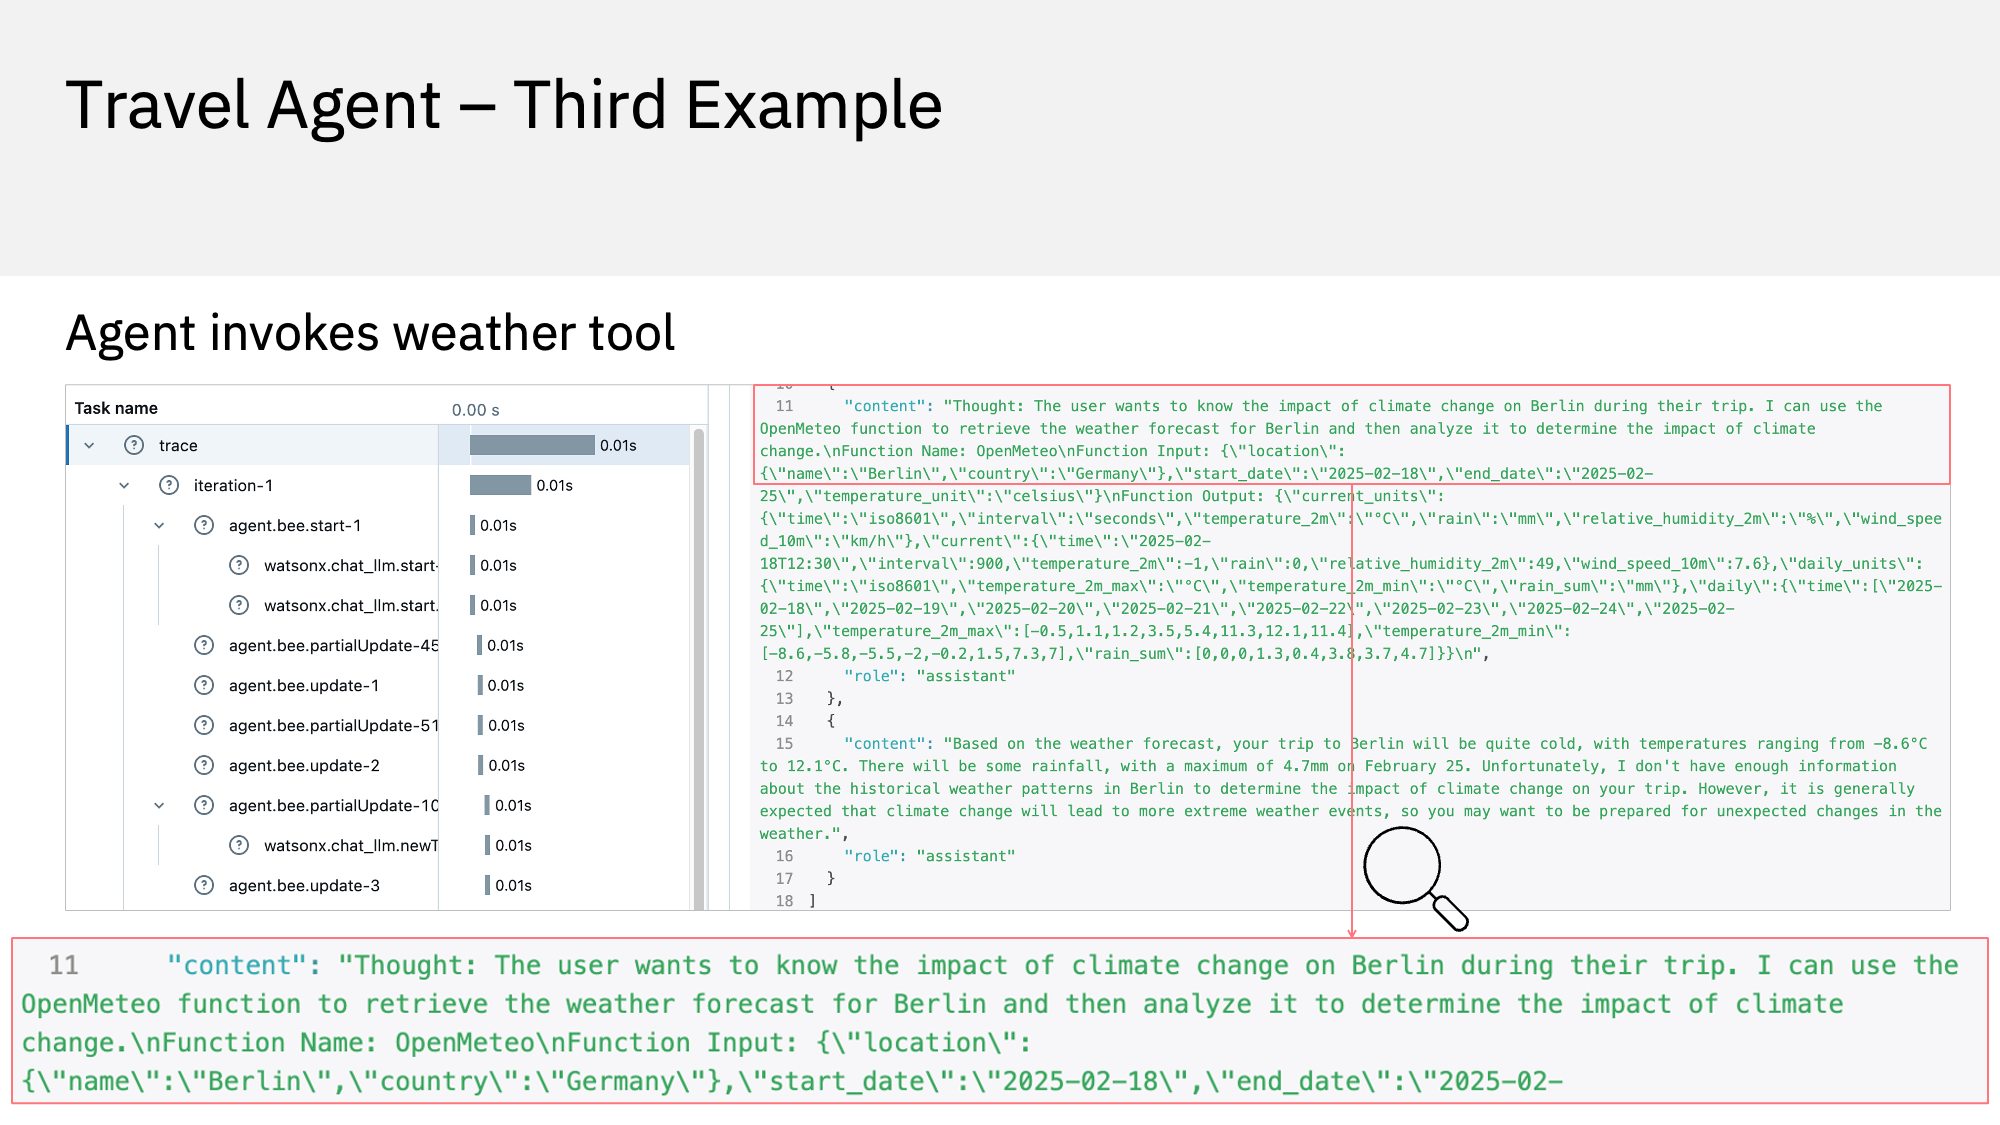 Travel Agent – Third Example
Agent invokes weather tool
Task name
0.00 s
trace
0.01s
iteration-1
0.01s
agent.bee.start-1
0.01s
watsonx.chat_llm.start-
0.01s
watsonx.chat_llm.start.
0.01s
agent.bee.partialUpdate-45
0.01s
agent.bee.update-1
0.01s
agent.bee.partialUpdate-51
0.01s
agent.bee.update-2
0.01s
agent.bee.partialUpdate-10
0.01s
watsonx.chat_llm.newT
0.01s
agent.bee.update-3
0.01s
10 {
11 "content": "Thought: The user wants to know the impact of climate change on Berlin during their trip. I can use the
OpenMeteo function to retrieve the weather forecast for Berlin and then analyze it to determine the impact of climate
change.\nFunction Name: OpenMeteo\nFunction Input: {\"location\":
{\"name\":\"Berlin\",\"country\":\"Germany\"},\"start_date\":\"2025-02-18\",\"end_date\":\"2025-02-
25\",\"temperature_unit\":\"celsius\"}\nFunction Output: {\"current_units\":
{\"time\":\"iso8601\",\"interval\":\"seconds\",\"temperature_2m\":\"°C\",\"rain\":\"mm\",\"relative_humidity_2m\":\"%\",\"wind_spee
d_10m\":\"km/h\"},\"current\":{\"time\":\"2025-02-
18T12:30\",\"interval\":900,\"temperature_2m\":-1,\"rain\":0,\"relative_humidity_2m\":49,\"wind_speed_10m\":7.6},\"daily_units\":
{\"time\":\"iso8601\",\"temperature_2m_max\":\"°C\",\"temperature_2m_min\":\"°C\",\"rain_sum\":\"mm\"},\"daily\":{\"time\":[\"2025-
02-18\",\"2025-02-19\",\"2025-02-20\",\"2025-02-21\",\"2025-02-22\",\"2025-02-23\",\"2025-02-24\",\"2025-02-
25\"],\"temperature_2m_max\":[-0.5,1.1,1.2,3.5,5.4,11.3,12.1,11.4],\"temperature_2m_min\":
[-8.6,-5.8,-5.5,-2,-0.2,1.5,7.3,7],\"rain_sum\":[0,0,0,1.3,0.4,3.8,3.7,4.7]}}\n",
12 "role": "assistant"
13 },
14 {
15 "content": "Based on the weather forecast, your trip to Berlin will be quite cold, with temperatures ranging from -8.6°C
to 12.1°C. There will be some rainfall, with a maximum of 4.7mm on February 25. Unfortunately, I don't have enough information
about the historical weather patterns in Berlin to determine the impact of climate change on your trip. However, it is generally
expected that climate change will lead to more extreme weather events, so you may want to be prepared for unexpected changes in the
weather.",
16 "role": "assistant"
17 }
18 ]
11 "content": "Thought: The user wants to know the impact of climate change on Berlin during their trip. I can use the
OpenMeteo function to retrieve the weather forecast for Berlin and then analyze it to determine the impact of climate
change.\nFunction Name: OpenMeteo\nFunction Input: {\"location\":
{\"name\":\"Berlin\",\"country\":\"Germany\"},\"start_date\":\"2025-02-18\",\"end_date\":\"2025-02-